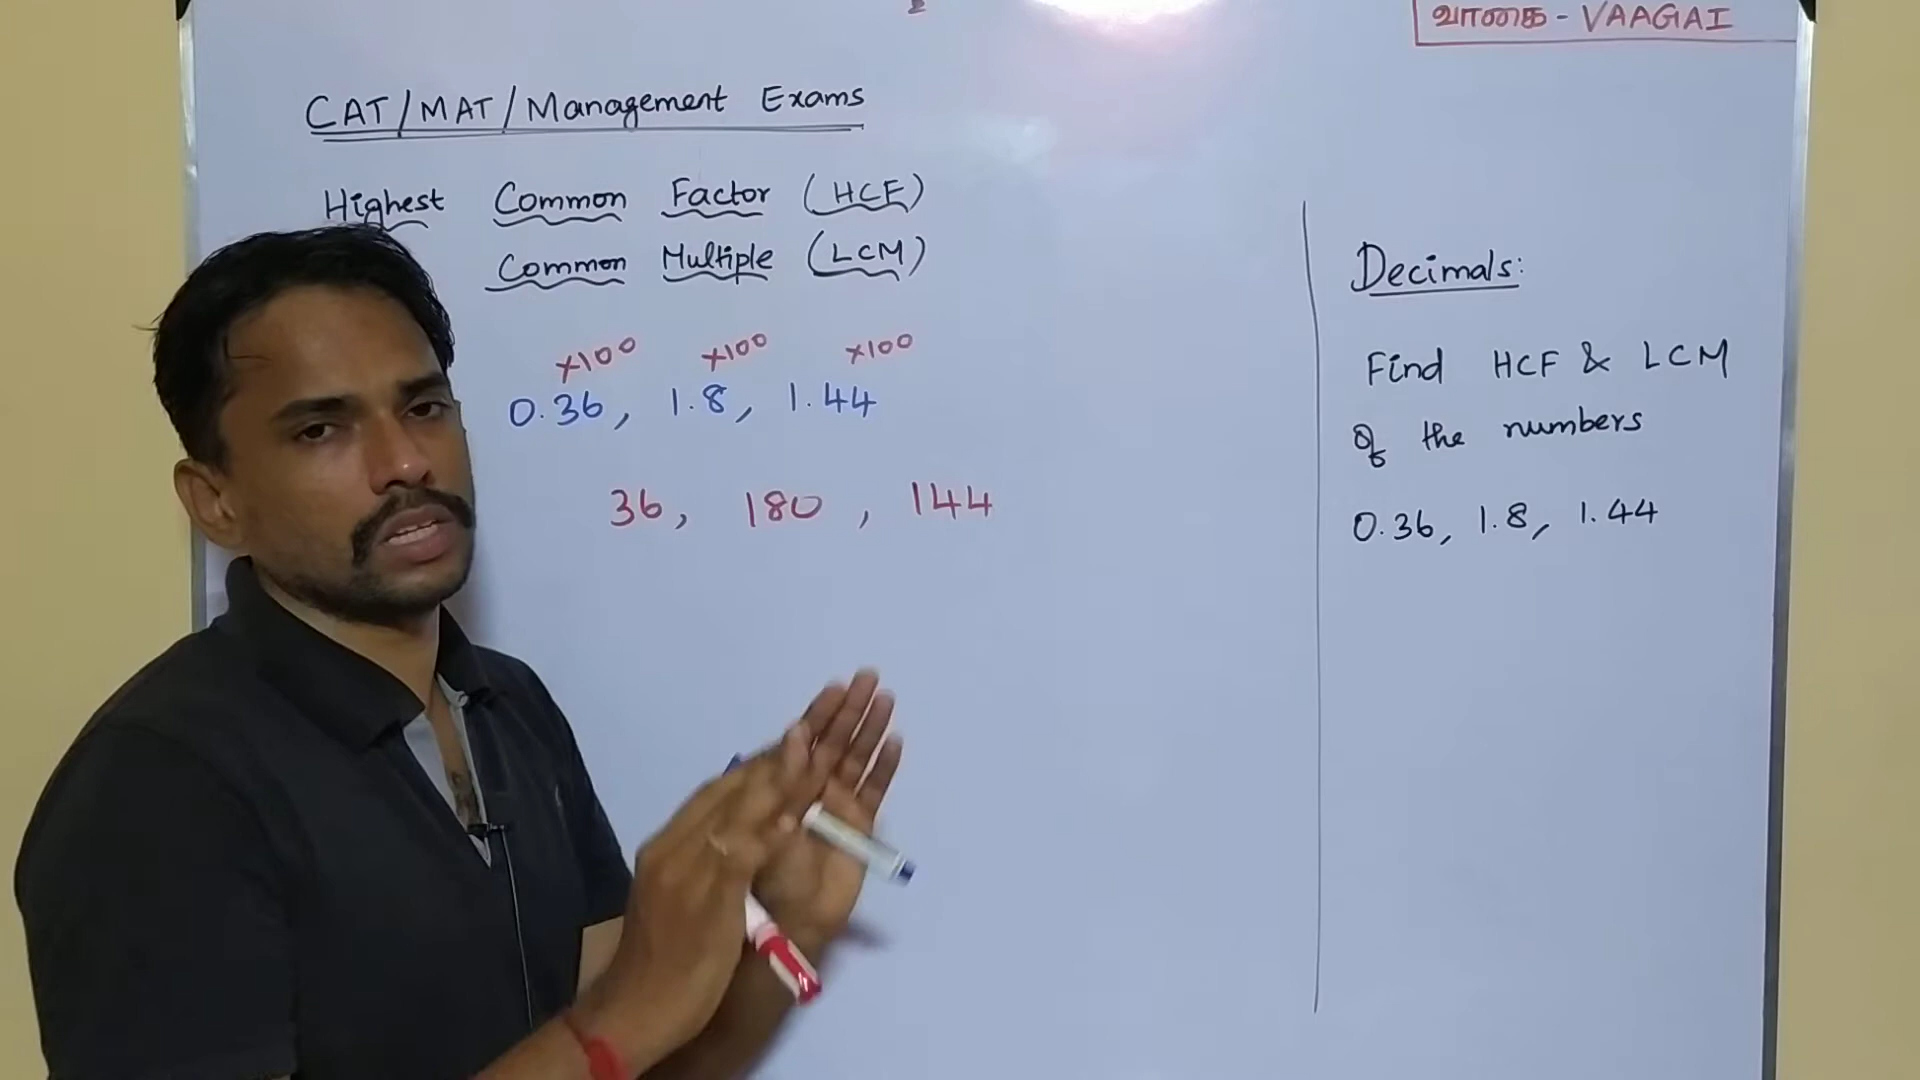 வாகை - VAAGAI
CAT/MAT/Management Exams
Highest Common Factor (HCF)
Common Multiple (LCM)
×100 ×100 ×100
0.36, 1.8, 1.44
36, 180, 144
Decimals:
Find HCF & LCM
of the numbers
0.36, 1.8, 1.44